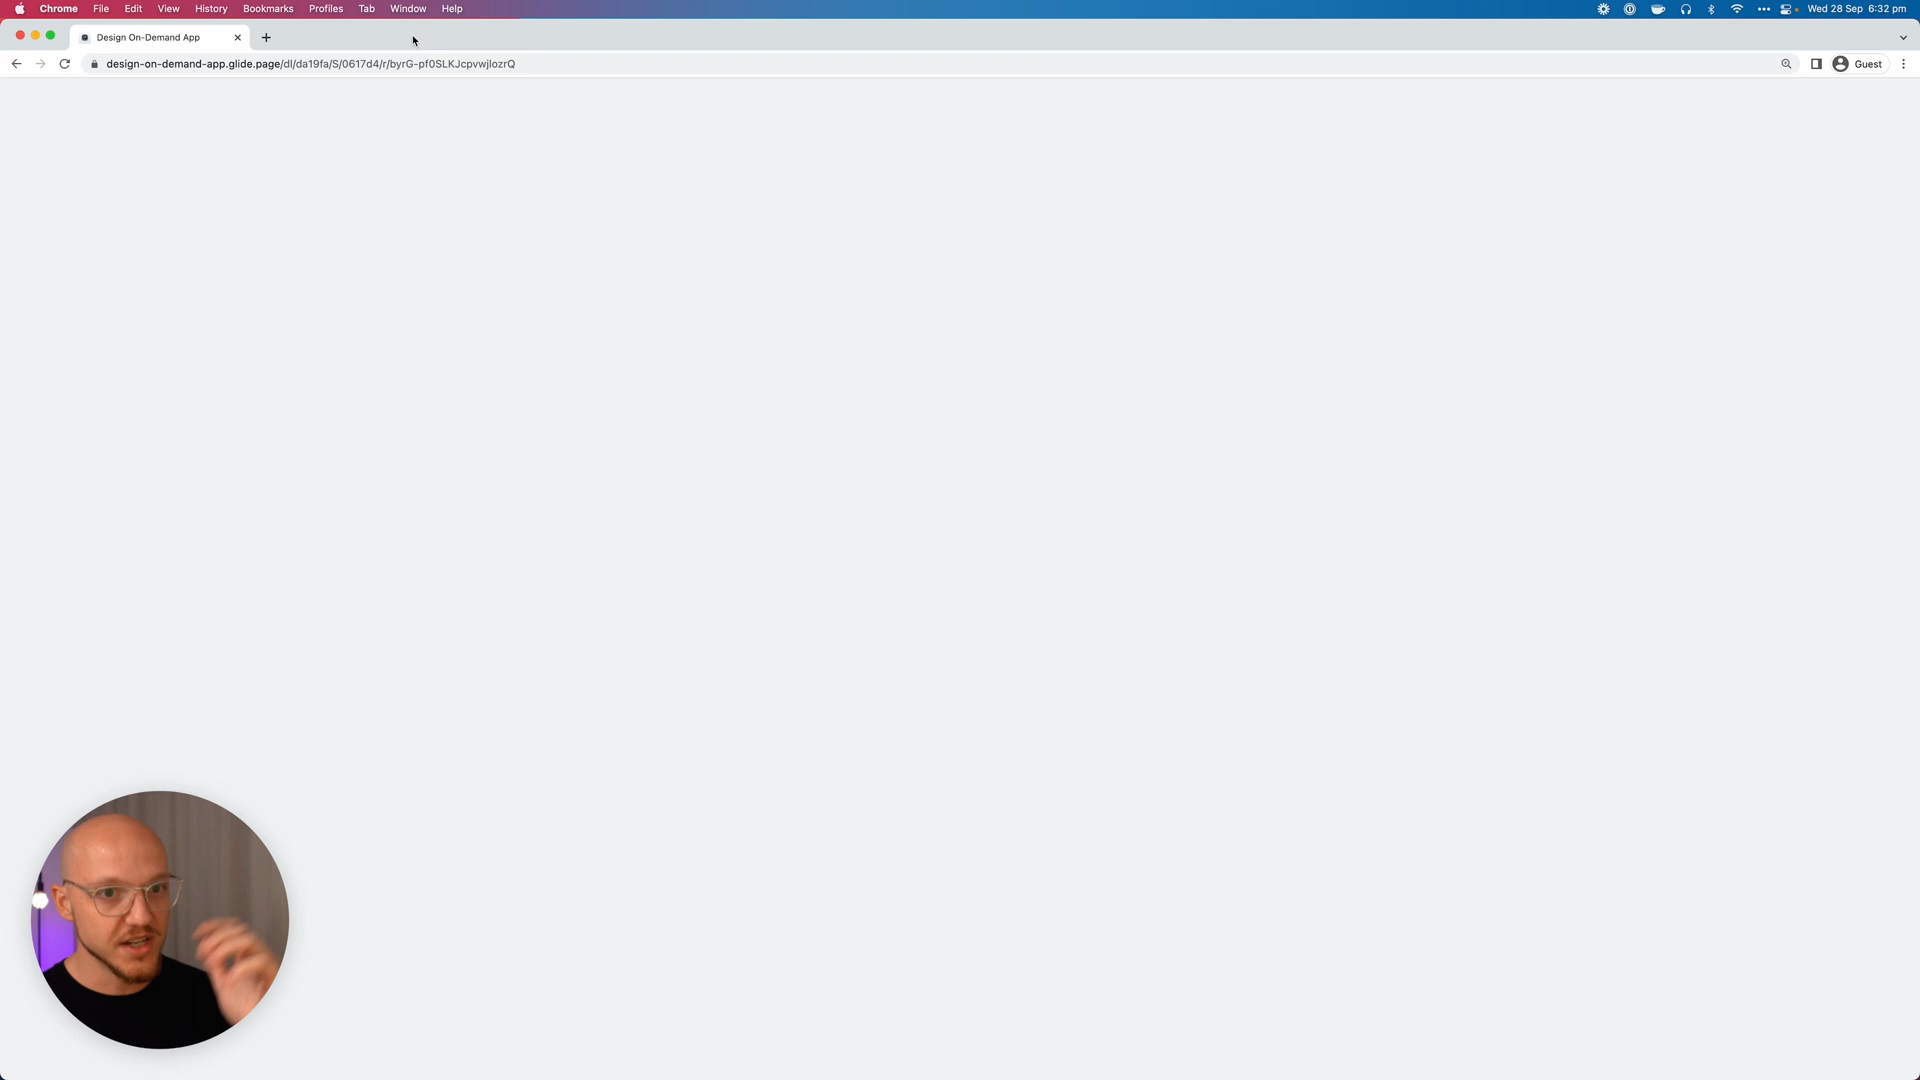 Chrome File Edit View History Bookmarks Profiles Tab Window Help Wed 28 Sep 6:32 pm
Design On-Demand App
design-on-demand-app.glide.page/dl/da19fa/S/0617d4/r/byrG-pf0SLKJcpvwjlozrQ Guest